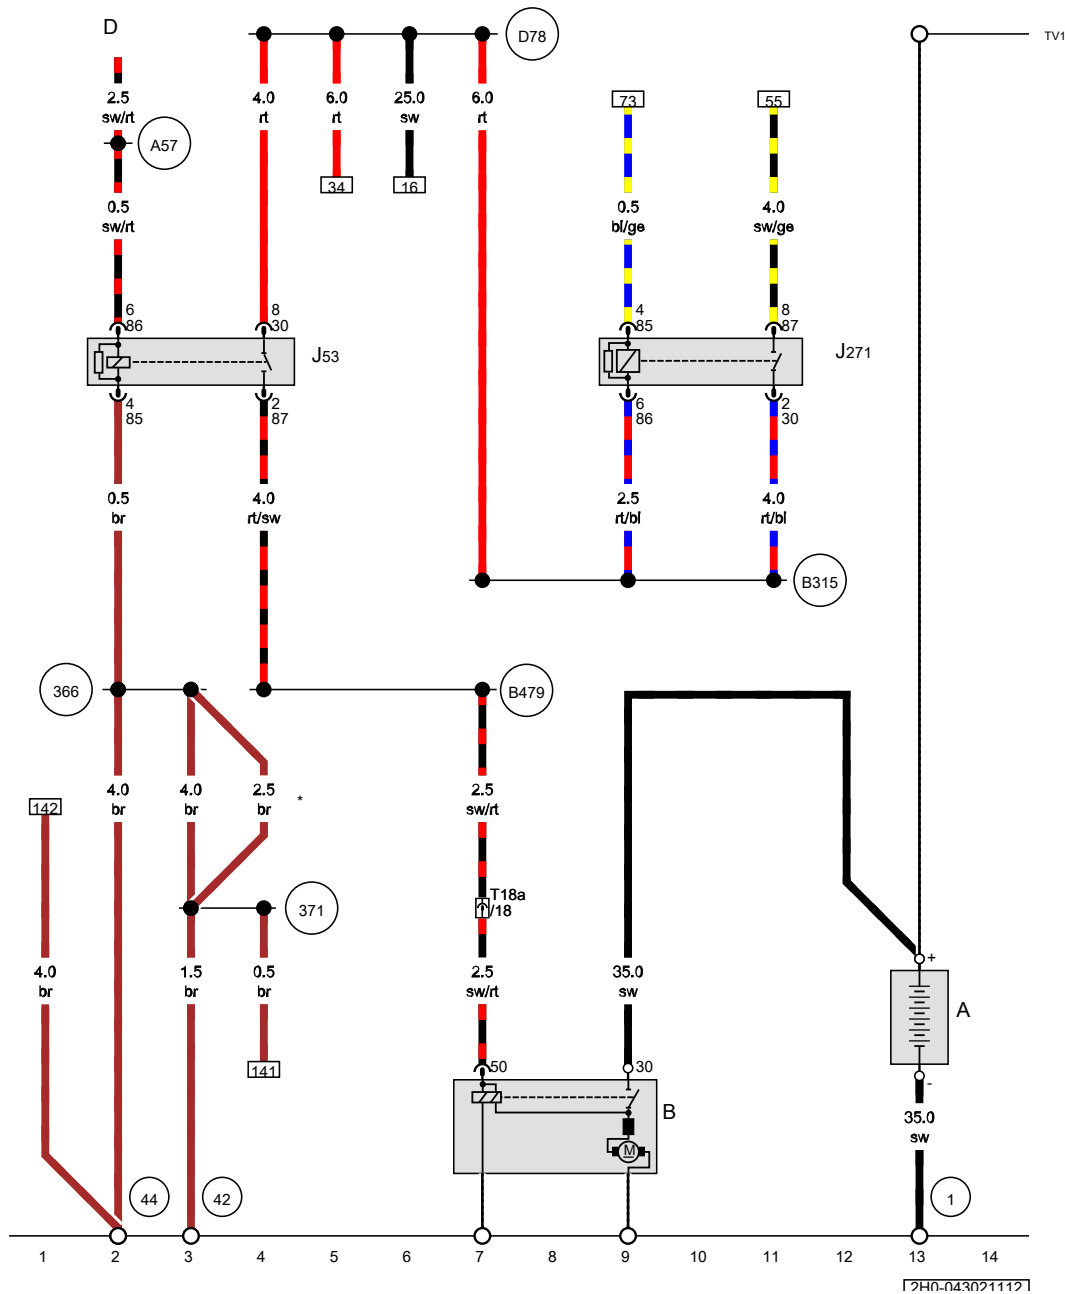 D
D78
TV1
2.5
sw/rt
4.0
rt
6.0
rt
25.0
sw
6.0
rt
73
55
A57
34
16
0.5
sw/rt
0.5
bl/ge
4.0
sw/ge
6
86
8
30
4
85
8
87
J53
J271
4
85
2
87
6
86
2
30
0.5
br
4.0
rt/sw
2.5
rt/bl
4.0
rt/bl
B315
366
B479
142
4.0
br
4.0
br
2.5
br
*
2.5
sw/rt
T18a
/18
371
4.0
br
1.5
br
0.5
br
2.5
sw/rt
35.0
sw
+
A
141
50
30
-
B
M
35.0
sw
44
42
1
1 2 3 4 5 6 7 8 9 10 11 12 13 14
2H0-043021112